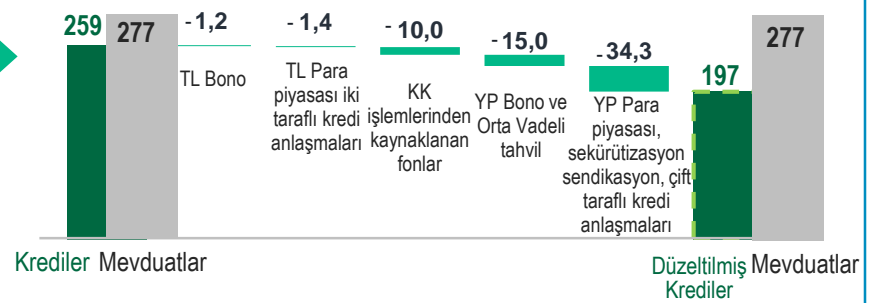 259
277
-1,2
TL Bono
-1,4
TL Para
piyasası iki
taraflı kredi
anlaşmaları
-10,0
KK
işlemlerinden
kaynaklanan
fonlar
-15,0
YP Bono ve
Orta Vadeli
tahvil
-34,3
YP Para
piyasası,
sekürütizasyon
sendikasyon, çift
taraflı kredi
anlaşmaları
197
277
Krediler Mevduatlar
Düzeltilmiş Mevduatlar
Krediler